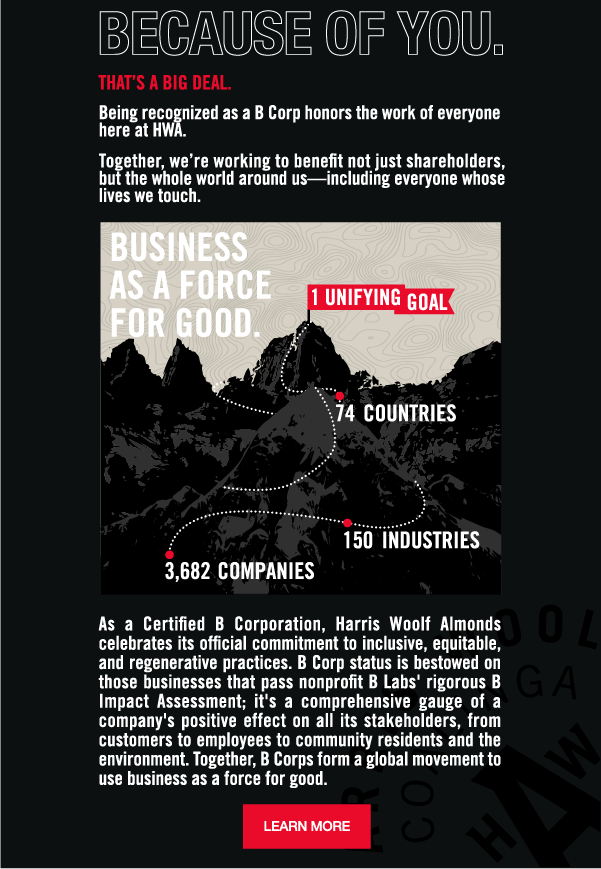 BECAUSE OF YOU.
THAT'S A BIG DEAL.
Being recognized as a B Corp honors the work of everyone
here at HWA.
Together, we're working to benefit not just shareholders,
but the whole world around us—including everyone whose
lives we touch.
BUSINESS
AS A FORCE
FOR GOOD.
1 UNIFYING GOAL
74 COUNTRIES
150 INDUSTRIES
3,682 COMPANIES
As a Certified B Corporation, Harris Woolf Almonds
celebrates its official commitment to inclusive, equitable,
and regenerative practices. B Corp status is bestowed on
those businesses that pass nonprofit B Labs' rigorous B
Impact Assessment; it's a comprehensive gauge of a
company's positive effect on all its stakeholders, from
customers to employees to community residents and the
environment. Together, B Corps form a global movement to
use business as a force for good.
LEARN MORE